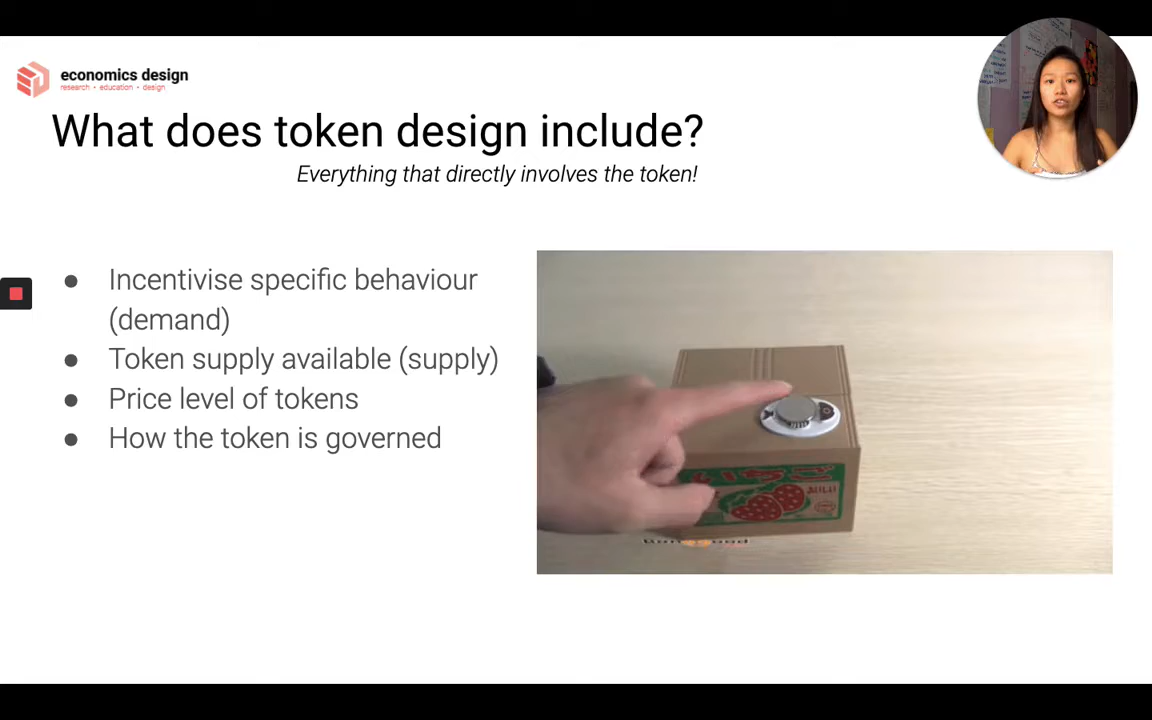 economics design
research • education • design
What does token design include?
Everything that directly involves the token!
● Incentivise specific behaviour
(demand)
● Token supply available (supply)
● Price level of tokens
● How the token is governed